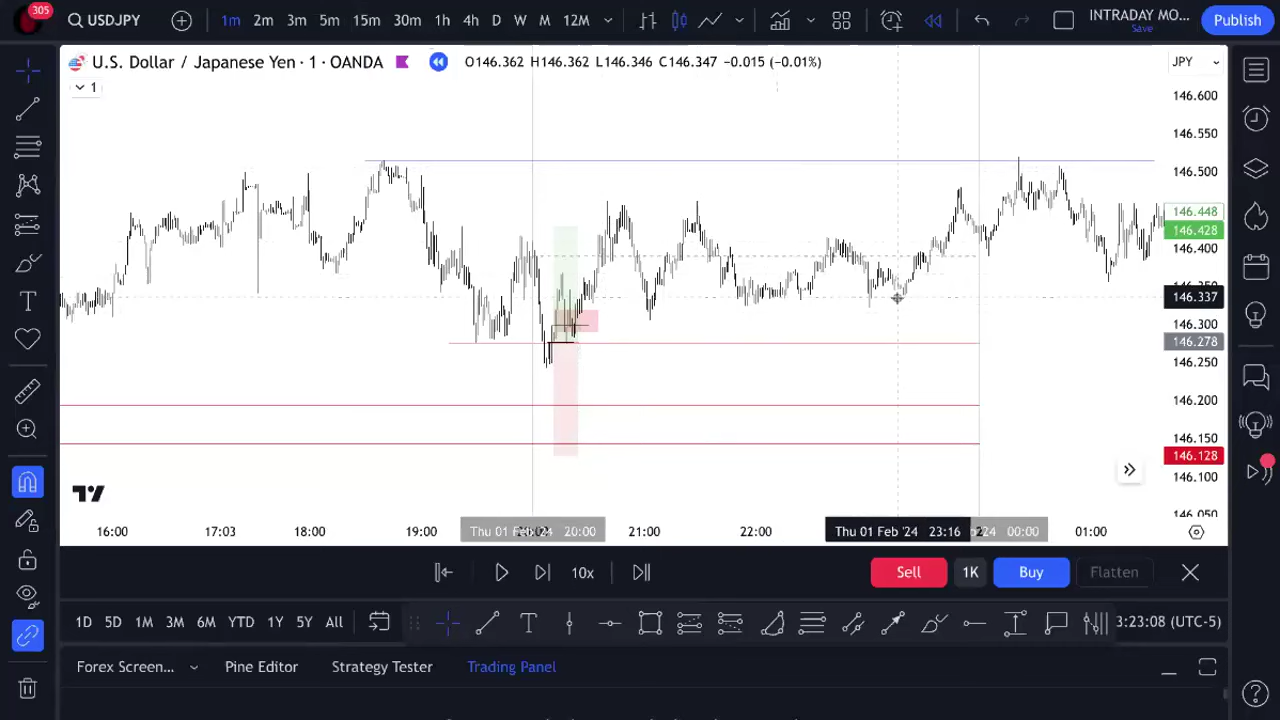 305
USDJPY
1m 2m 3m 5m 15m 30m 1h 4h D W M 12M
INTRADAY MO...
Save
Publish
U.S. Dollar / Japanese Yen · 1 · OANDA
O146.362 H146.362 L146.346 C146.347 −0.015 (−0.01%)
1
JPY
146.600
146.550
146.500
146.448
146.428
146.400
146.337
146.300
146.278
146.250
146.200
146.150
146.128
146.100
146.050
16:00 17:03 18:00 19:00 Thu 01 Feb '24 20:00 21:00 22:00 Thu 01 Feb '24 23:16 00:00 01:00
10x
Sell 1K Buy Flatten
1D 5D 1M 3M 6M YTD 1Y 5Y All
3:23:08 (UTC-5)
Forex Screen... Pine Editor Strategy Tester Trading Panel